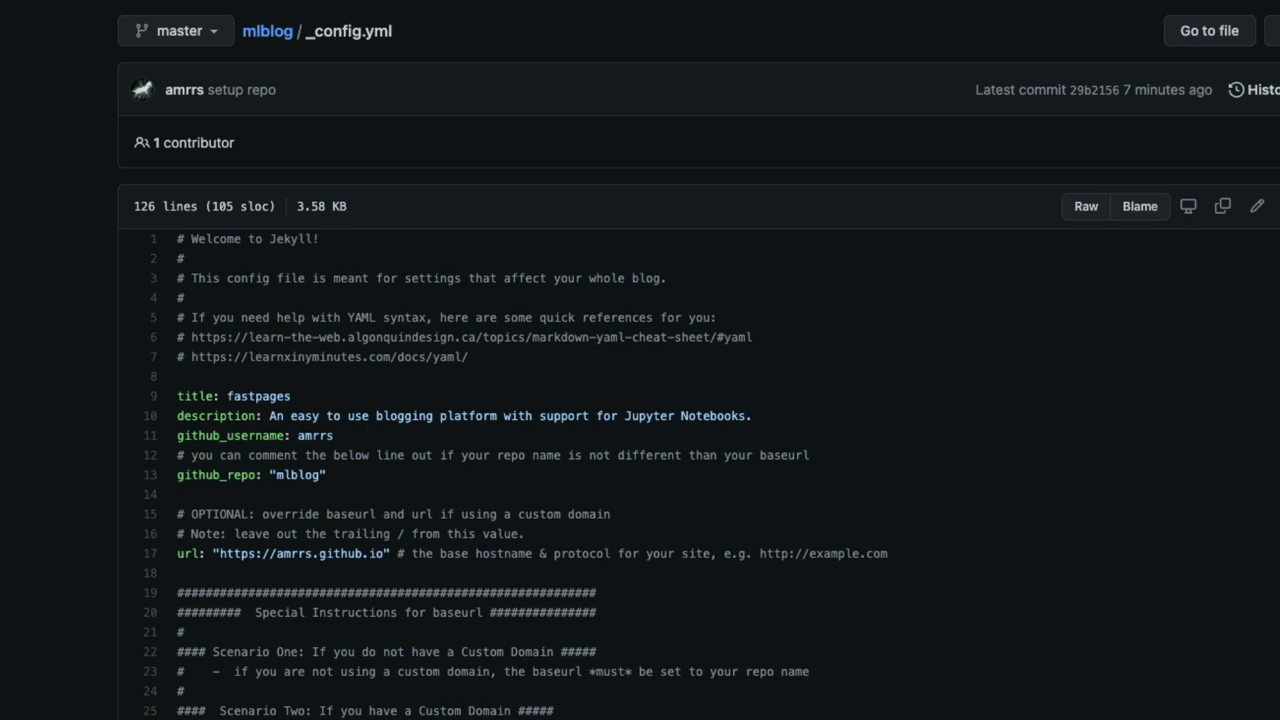 master mlblog / _config.yml Go to file
amrrs setup repo Latest commit 29b2156 7 minutes ago Histo
1 contributor
126 lines (105 sloc) 3.58 KB Raw Blame
1 # Welcome to Jekyll!
2 #
3 # This config file is meant for settings that affect your whole blog.
4 #
5 # If you need help with YAML syntax, here are some quick references for you:
6 # https://learn-the-web.algonquindesign.ca/topics/markdown-yaml-cheat-sheet/#yaml
7 # https://learnxinyminutes.com/docs/yaml/
8
9 title: fastpages
10 description: An easy to use blogging platform with support for Jupyter Notebooks.
11 github_username: amrrs
12 # you can comment the below line out if your repo name is not different than your baseurl
13 github_repo: "mlblog"
14
15 # OPTIONAL: override baseurl and url if using a custom domain
16 # Note: leave out the trailing / from this value.
17 url: "https://amrrs.github.io" # the base hostname & protocol for your site, e.g. http://example.com
18
19 ###########################################################
20 #########  Special Instructions for baseurl ###############
21 #
22 #### Scenario One: If you do not have a Custom Domain #####
23 #    -  if you are not using a custom domain, the baseurl *must* be set to your repo name
24 #
25 ####  Scenario Two: If you have a Custom Domain #####